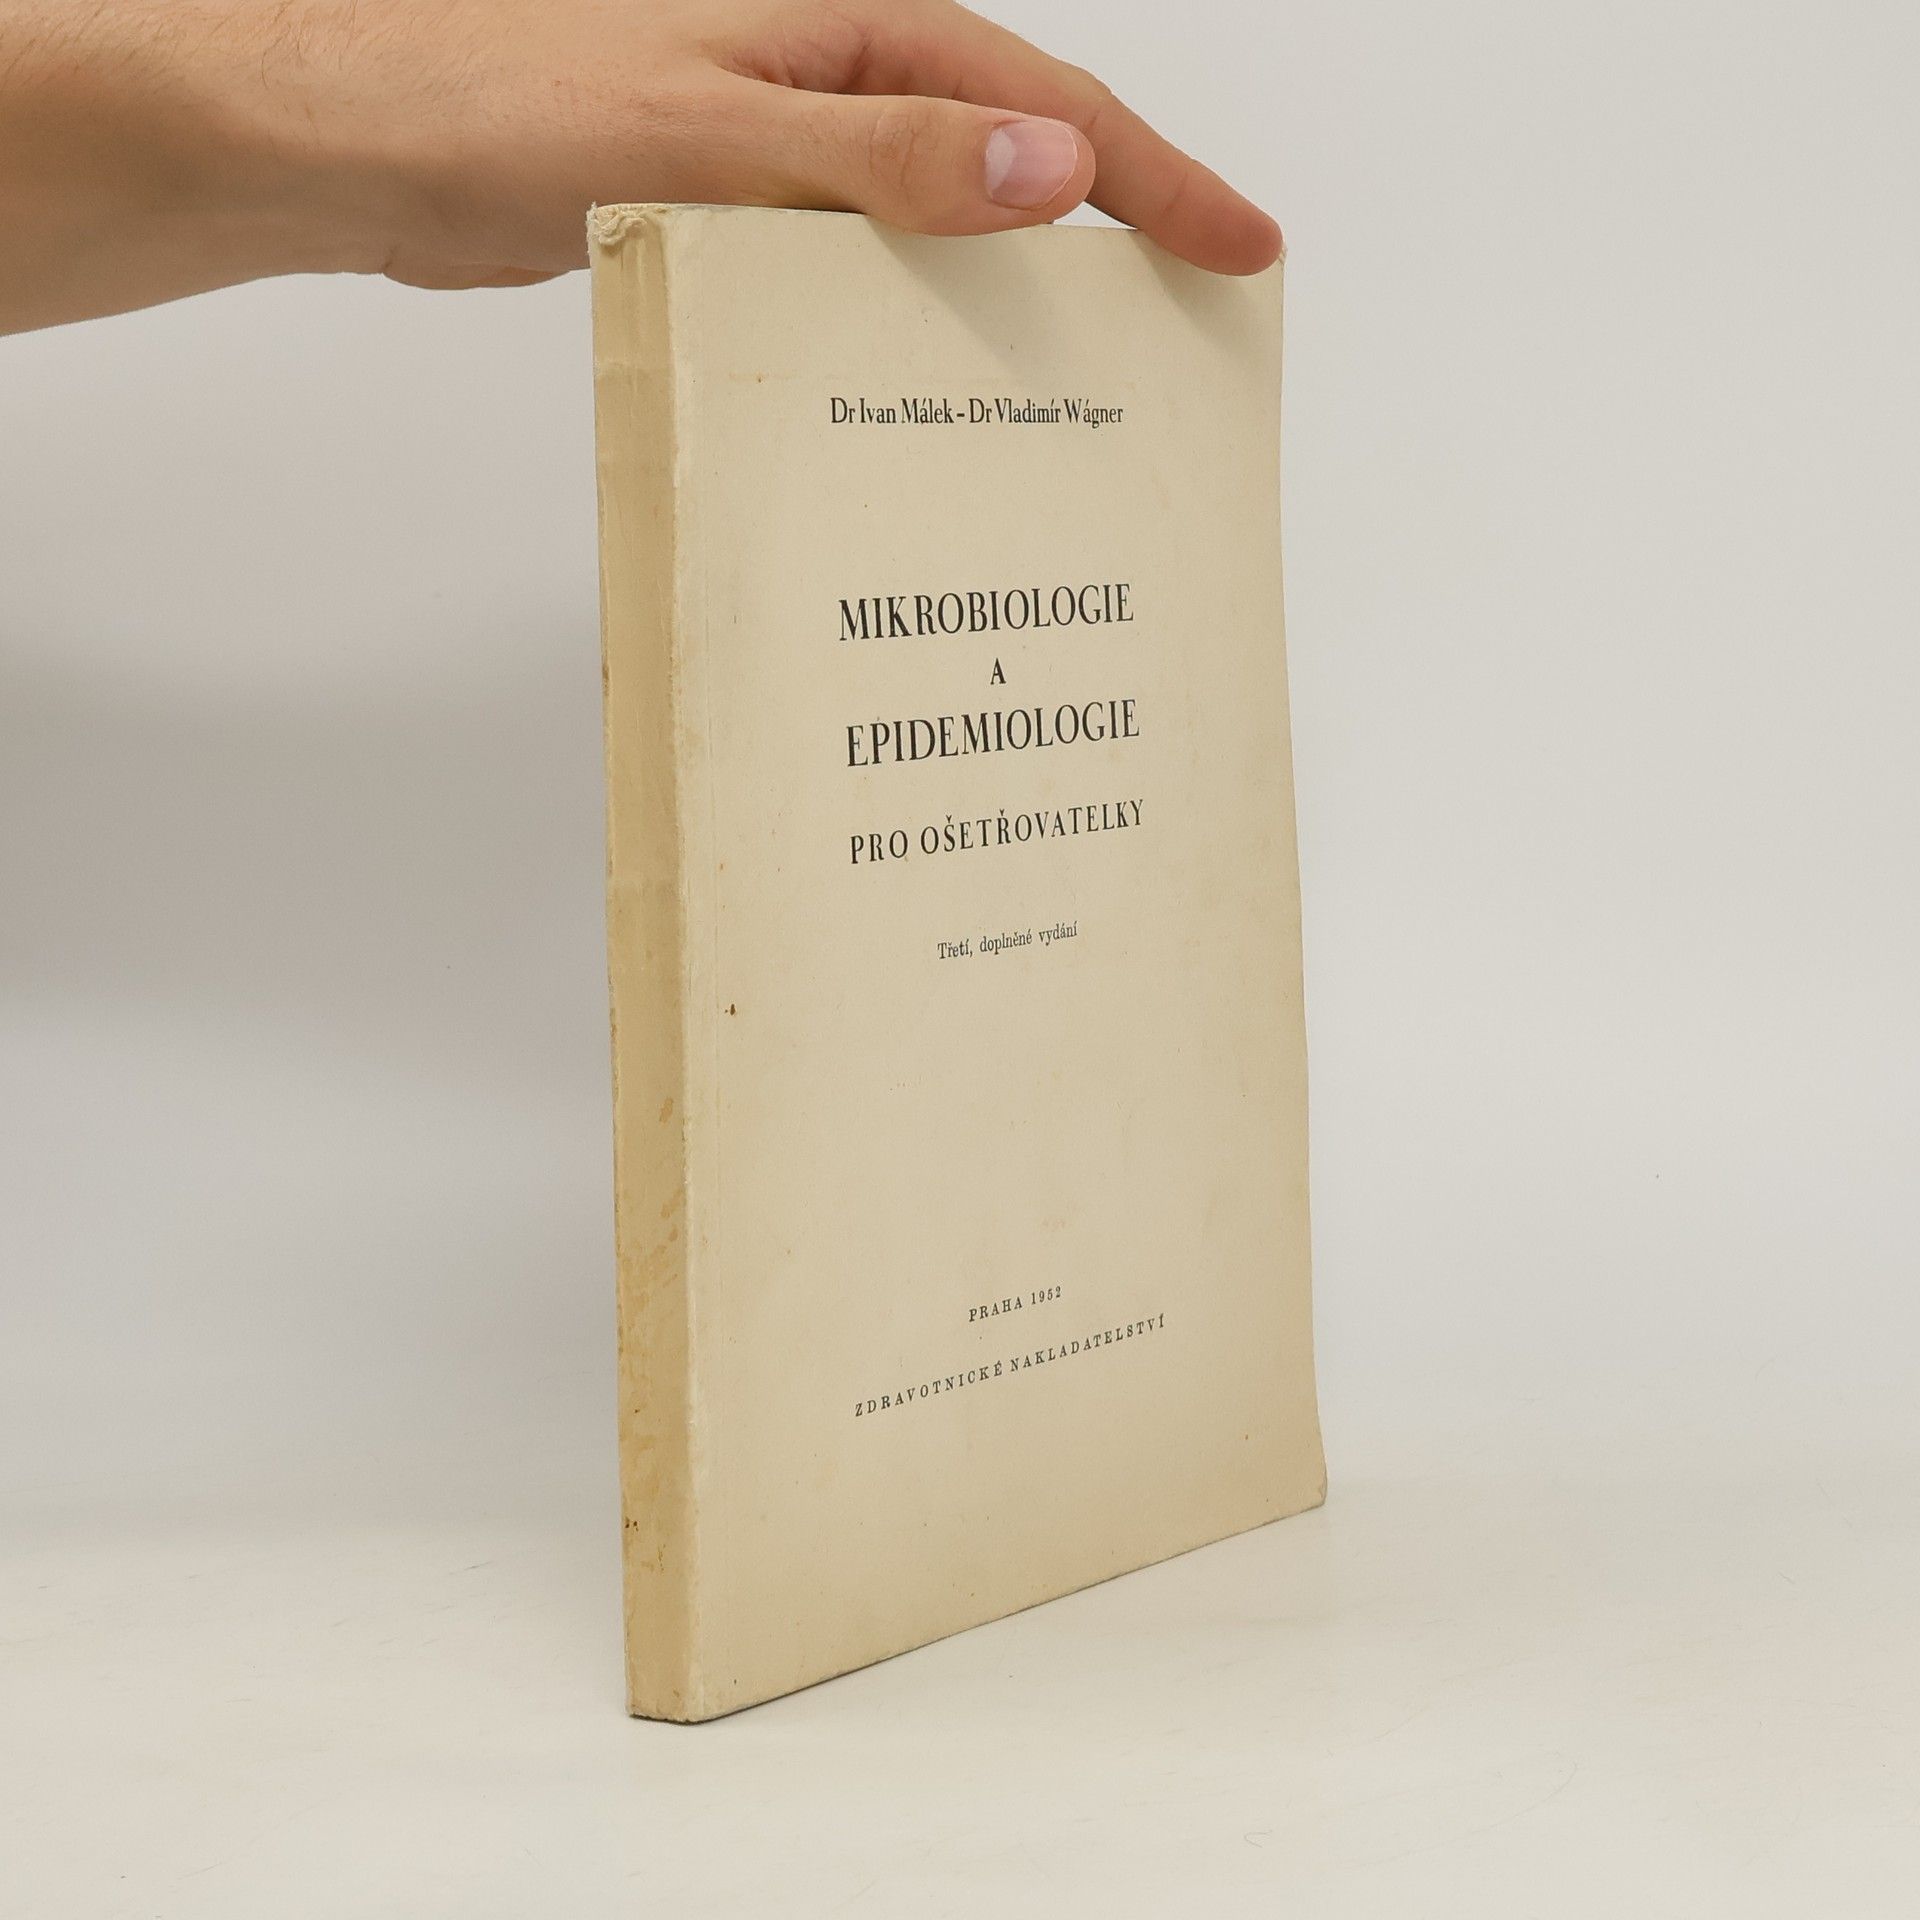 Dr Ivan Málek – Dr Vladimír Wágner
MIKROBIOLOGIE
A
EPIDEMIOLOGIE
PRO OŠETŘOVATELKY
Třetí, doplněné vydání
PRAHA 1952
ZDRAVOTNICKÉ NAKLADATELSTVÍ